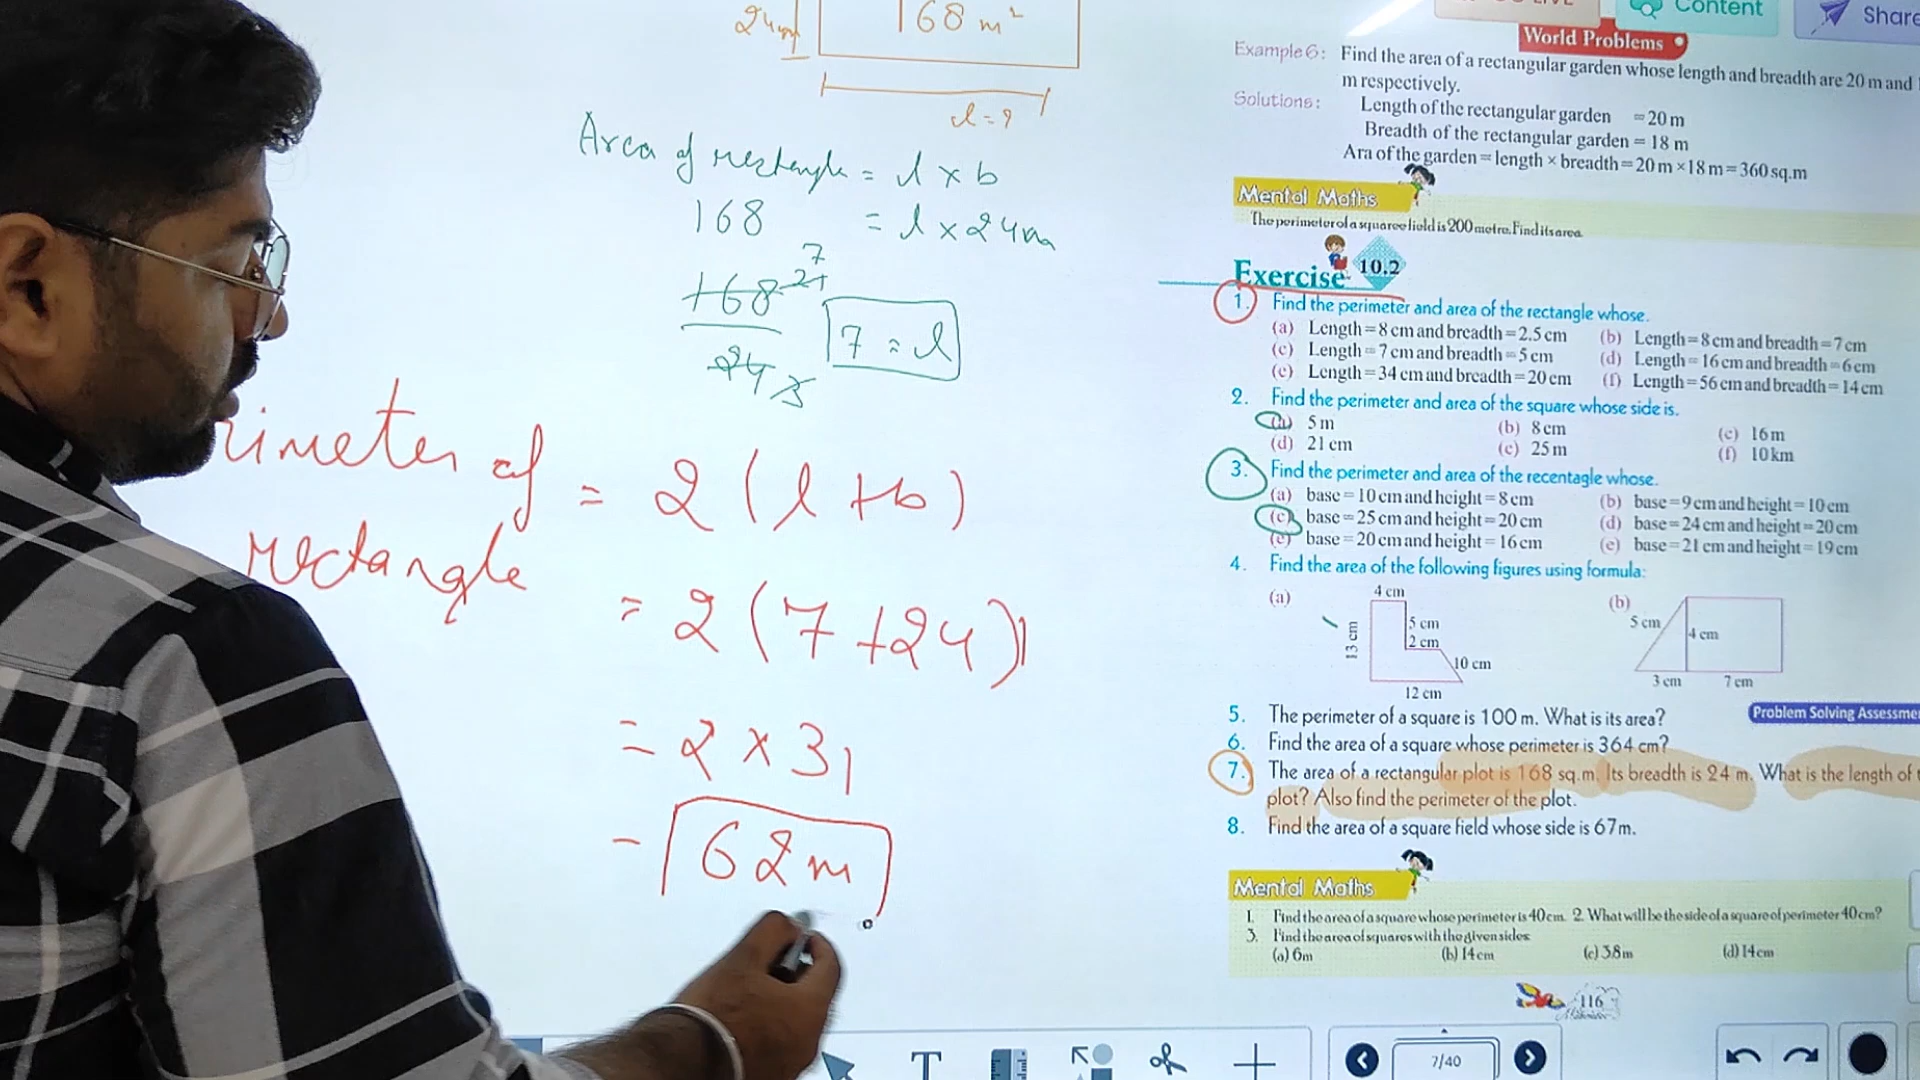 24m
168 m²
l = ?
Area of rectangle = l x b
168 = l x 24m
168 21 7
24 3
7 = l
rimeter of rectangle = 2 (l + b)
= 2 (7 + 24)
= 2 x 31
- 62 m
Content
Share
World Problems
Example 6: Find the area of a rectangular garden whose length and breadth are 20 m and
m respectively.
Solutions: Length of the rectangular garden = 20 m
Breadth of the rectangular garden = 18 m
Ara of the garden = length × breadth = 20 m × 18 m = 360 sq.m
Mental Maths
The perimeter of a square field is 200 metre. Find its area.
Exercise 10.2
1. Find the perimeter and area of the rectangle whose.
(a) Length = 8 cm and breadth = 2.5 cm (b) Length = 8 cm and breadth = 7 cm
(c) Length = 7 cm and breadth = 5 cm (d) Length = 16 cm and breadth = 6 cm
(e) Length = 34 cm and breadth = 20 cm (f) Length = 56 cm and breadth = 14 cm
2. Find the perimeter and area of the square whose side is.
(a) 5 m (b) 8 cm (c) 16 m
(d) 21 cm (e) 25 m (f) 10 km
3. Find the perimeter and area of the recentagle whose.
(a) base = 10 cm and height = 8 cm (b) base = 9 cm and height = 10 cm
(c) base = 25 cm and height = 20 cm (d) base = 24 cm and height = 20 cm
(e) base = 20 cm and height = 16 cm (e) base = 21 cm and height = 19 cm
4. Find the area of the following figures using formula:
(a) 4 cm 5 cm 2 cm 13 cm 10 cm 12 cm
(b) 5 cm 4 cm 3 cm 7 cm
5. The perimeter of a square is 100 m. What is its area?
Problem Solving Assessme
6. Find the area of a square whose perimeter is 364 cm?
7. The area of a rectangular plot is 168 sq.m. Its breadth is 24 m. What is the length of t
plot? Also find the perimeter of the plot.
8. Find the area of a square field whose side is 67m.
Mental Maths
1. Find the area of a square whose perimeter is 40cm. 2. What will be the side of a square of perimeter 40cm?
3. Find the area of squares with the given sides
(a) 6m (b) 14cm (c) 38m (d) 14cm
116
T
7/40